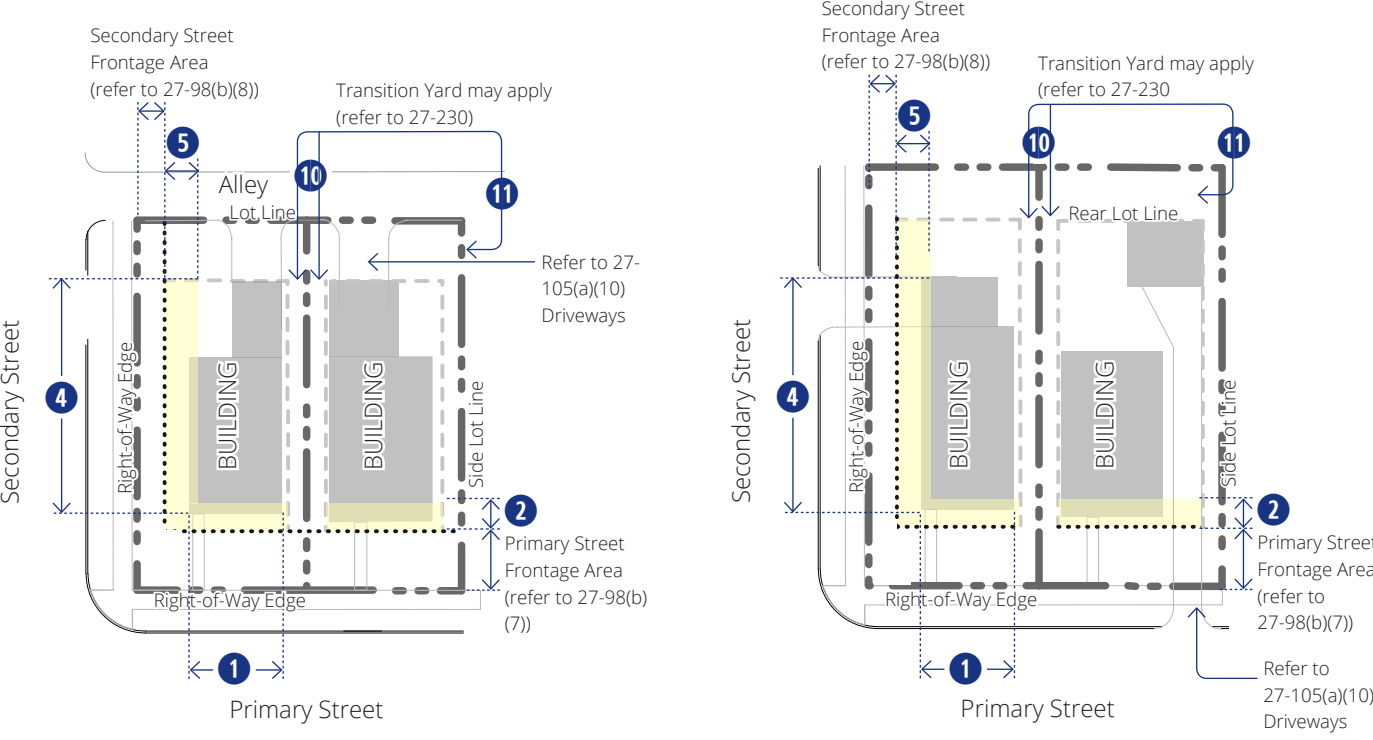 Secondary Street
Frontage Area
(refer to 27-98(b)(8))
Transition Yard may apply
(refer to 27-230)
5
10
11
Alley
Lot Line
Refer to 27-
105(a)(10)
Driveways
Secondary Street
4
Right-of-Way Edge
BUILDING
BUILDING
Side Lot Line
2
Primary Street
Frontage Area
(refer to 27-98(b)
(7))
Right-of-Way Edge
1
Primary Street
Secondary Street
Frontage Area
(refer to 27-98(b)(8))
Transition Yard may apply
(refer to 27-230
5
10
11
Rear Lot Line
Secondary Street
4
Right-of-Way Edge
BUILDING
BUILDING
Side Lot Line
2
Primary Street
Frontage Area
(refer to
27-98(b)(7))
Right-of-Way Edge
1
Primary Street
Refer to
27-105(a)(10)
Driveways